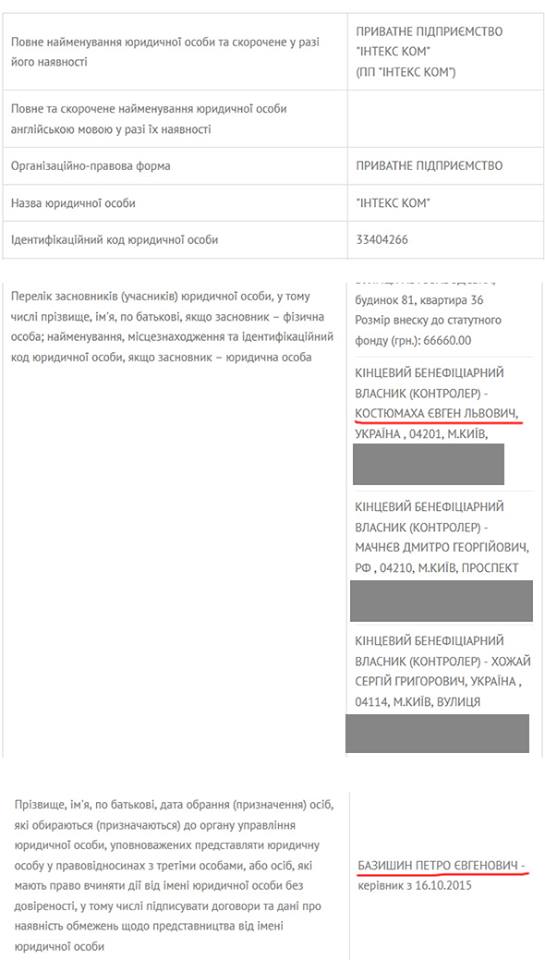 Повне найменування юридичної особи та скорочене у разі
його наявності
ПРИВАТНЕ ПІДПРИЄМСТВО
"ІНТЕКС КОМ"
(ПП "ІНТЕКС КОМ")
Повне та скорочене найменування юридичної особи
англійською мовою у разі їх наявності
Організаційно-правова форма
ПРИВАТНЕ ПІДПРИЄМСТВО
Назва юридичної особи
"ІНТЕКС КОМ"
Ідентифікаційний код юридичної особи
33404266
Перелік засновників (учасників) юридичної особи, у тому
числі прізвище, ім'я, по батькові, якщо засновник – фізична
особа; найменування, місцезнаходження та ідентифікаційний
код юридичної особи, якщо засновник – юридична особа
будинок 81, квартира 36
Розмір внеску до статутного
фонду (грн.): 66660.00
КІНЦЕВИЙ БЕНЕФІЦІАРНИЙ
ВЛАСНИК (КОНТРОЛЕР) -
КОСТЮМАХА ЄВГЕН ЛЬВОВИЧ,
УКРАЇНА , 04201, М.КИЇВ,
КІНЦЕВИЙ БЕНЕФІЦІАРНИЙ
ВЛАСНИК (КОНТРОЛЕР) -
МАЧНЄВ ДМИТРО ГЕОРГІЙОВИЧ,
РФ , 04210, М.КИЇВ, ПРОСПЕКТ
КІНЦЕВИЙ БЕНЕФІЦІАРНИЙ
ВЛАСНИК (КОНТРОЛЕР) - ХОЖАЙ
СЕРГІЙ ГРИГОРОВИЧ, УКРАЇНА ,
04114, М.КИЇВ, ВУЛИЦЯ
Прізвище, ім'я, по батькові, дата обрання (призначення) осіб,
які обираються (призначаються) до органу управління
юридичної особи, уповноважених представляти юридичну
особу у правовідносинах з третіми особами, або осіб, які
мають право вчиняти дії від імені юридичної особи без
довіреності, у тому числі підписувати договори та дані про
наявність обмежень щодо представництва від імені
юридичної особи
БАЗИШИН ПЕТРО ЄВГЕНОВИЧ -
керівник з 16.10.2015